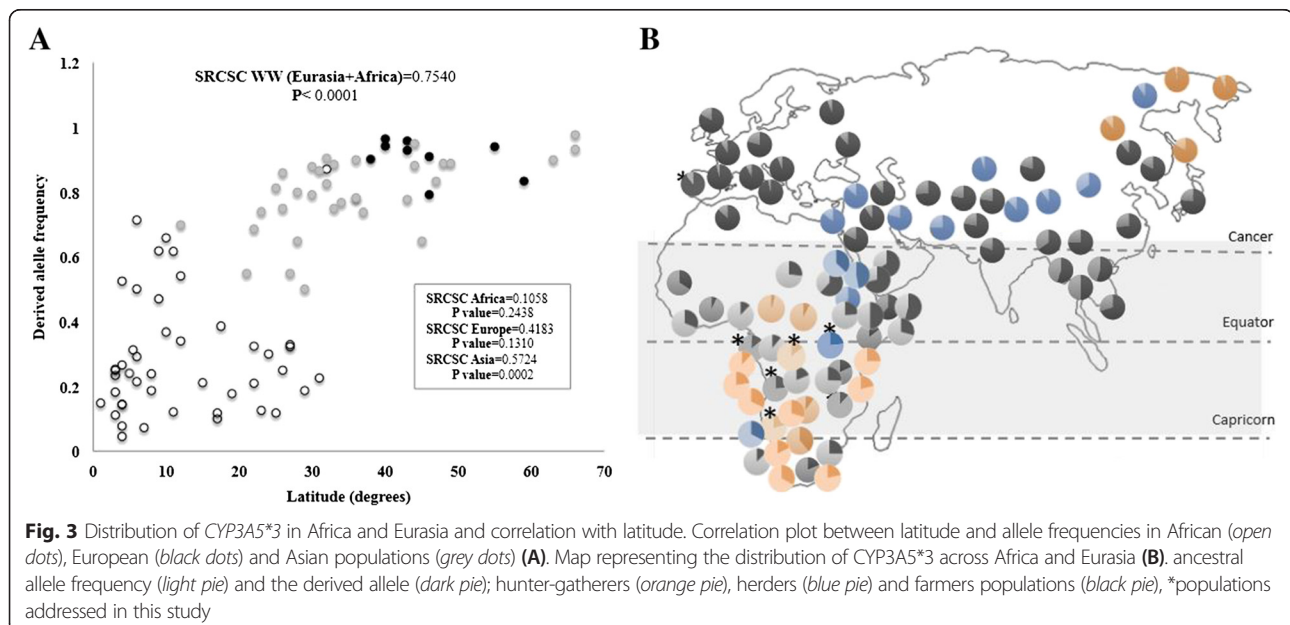 A
B
1.2
1
0.8
0.6
0.4
0.2
0
0
10
20
30
40
50
60
70
Derived alelle frequency
Latitude (degrees)
SRCSC WW (Eurasia+Africa)=0.7540
P< 0.0001
SRCSC Africa=0.1058
P value=0.2438
SRCSC Europe=0.4183
P value=0.1310
SRCSC Asia=0.5724
P value=0.0002
*
Cancer
Equator
*
*
*
*
*
Capricorn
Fig. 3 Distribution of CYP3A5*3 in Africa and Eurasia and correlation with latitude. Correlation plot between latitude and allele frequencies in African (open
dots), European (black dots) and Asian populations (grey dots) (A). Map representing the distribution of CYP3A5*3 across Africa and Eurasia (B). ancestral
allele frequency (light pie) and the derived allele (dark pie); hunter-gatherers (orange pie), herders (blue pie) and farmers populations (black pie), *populations
addressed in this study